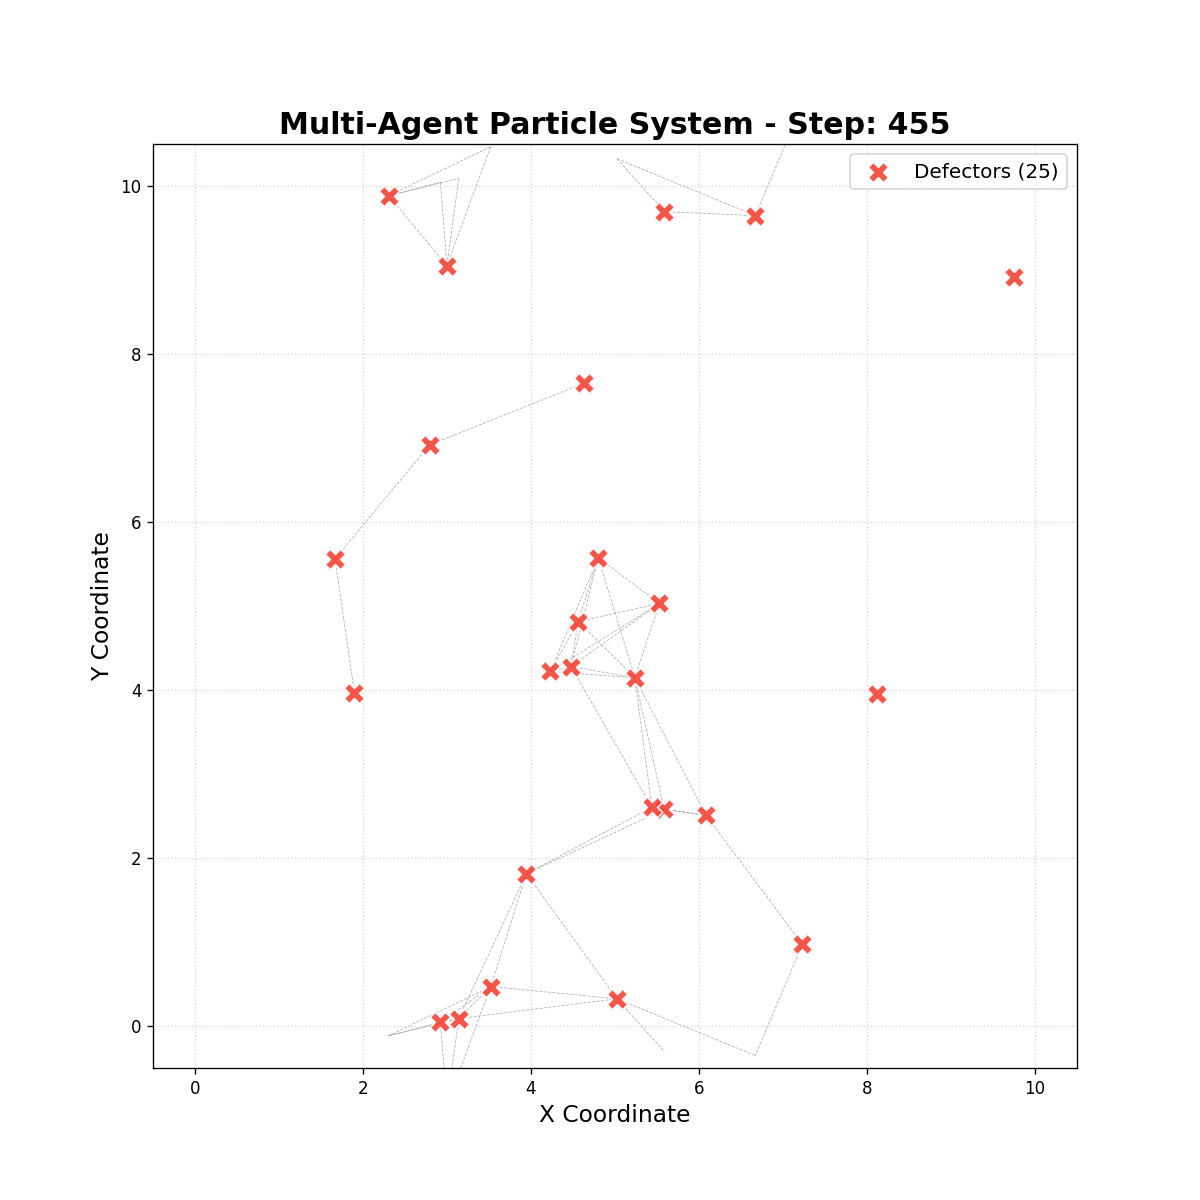 Multi-Agent Particle System - Step: 455
Defectors (25)
10
8
6
4
2
0
Y Coordinate
0 2 4 6 8 10
X Coordinate